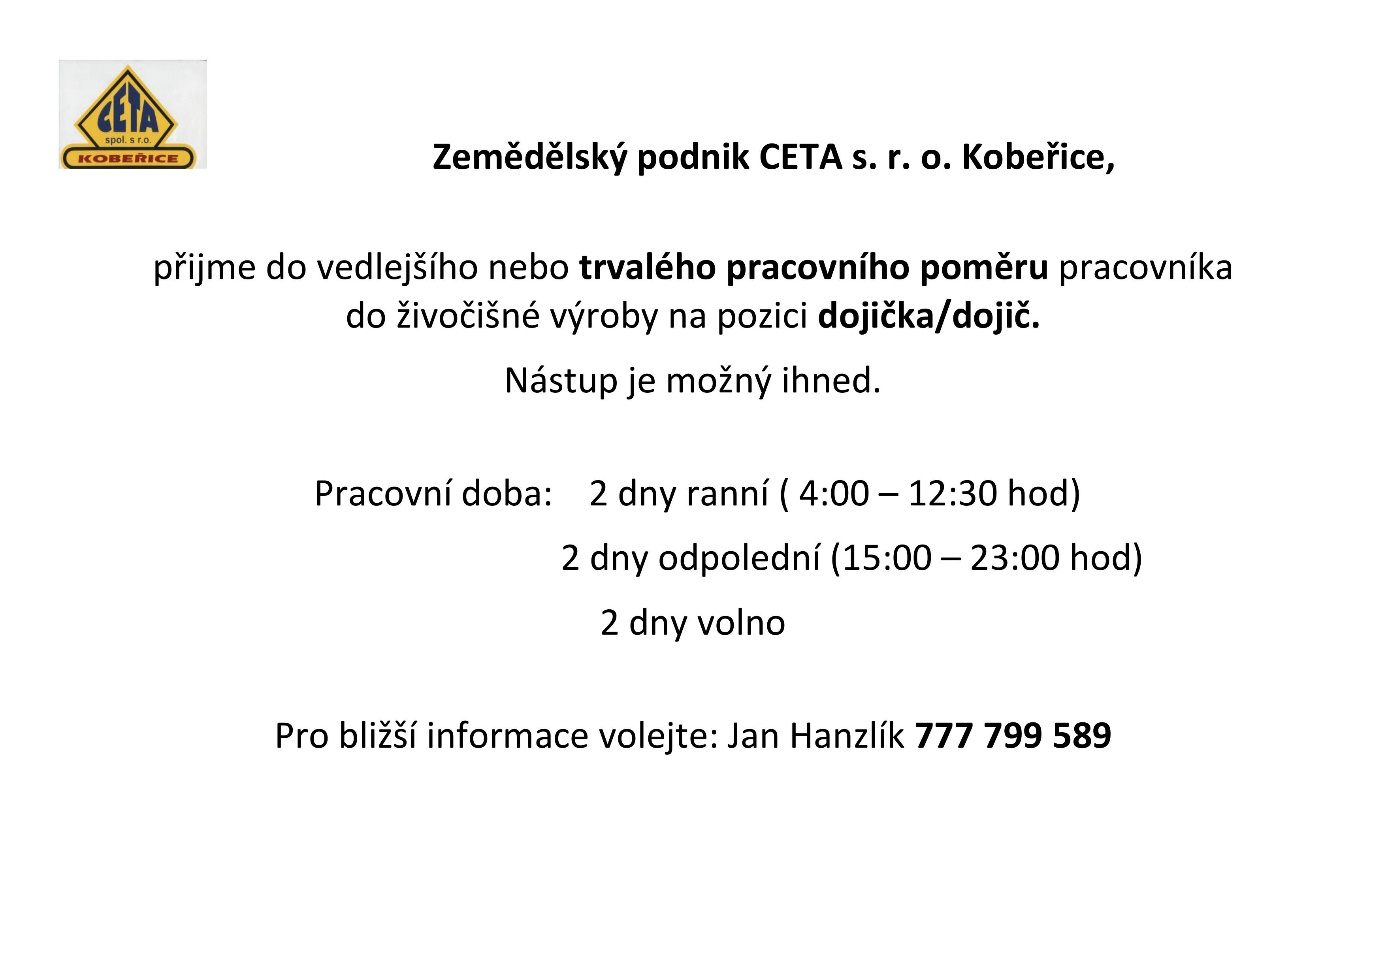 CETA
spol. s r.o.
KOBEŘICE
Zemědělský podnik CETA s. r. o. Kobeřice,
přijme do vedlejšího nebo trvalého pracovního poměru pracovníka
do živočišné výroby na pozici dojička/dojič.
Nástup je možný ihned.
Pracovní doba: 2 dny ranní ( 4:00 – 12:30 hod)
2 dny odpolední (15:00 – 23:00 hod)
2 dny volno
Pro bližší informace volejte: Jan Hanzlík 777 799 589